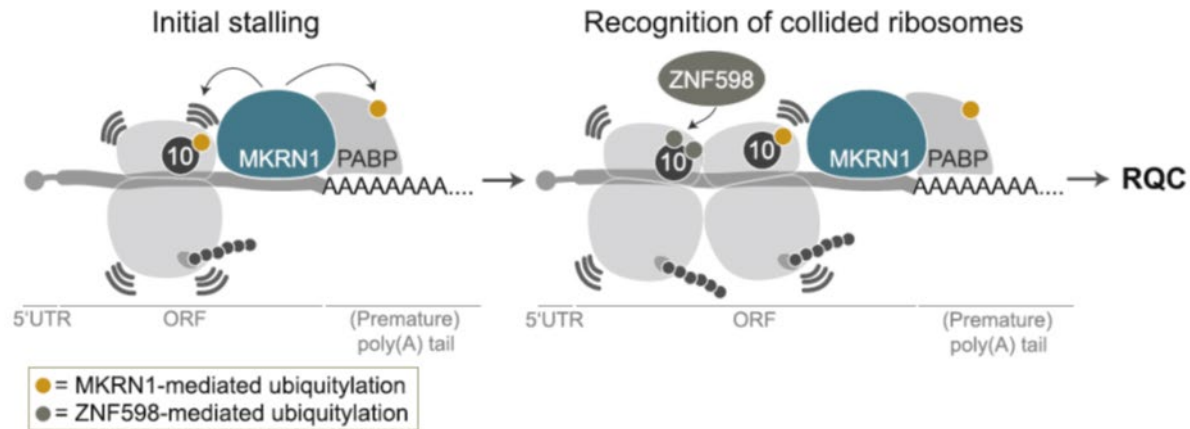 Initial stalling
Recognition of collided ribosomes
ZNF598
10
MKRN1
PABP
AAAAAAAA....
10
10
MKRN1
PABP
AAAAAAAA....
RQC
5'UTR
ORF
(Premature)
poly(A) tail
5'UTR
ORF
(Premature)
poly(A) tail
= MKRN1-mediated ubiquitylation
= ZNF598-mediated ubiquitylation